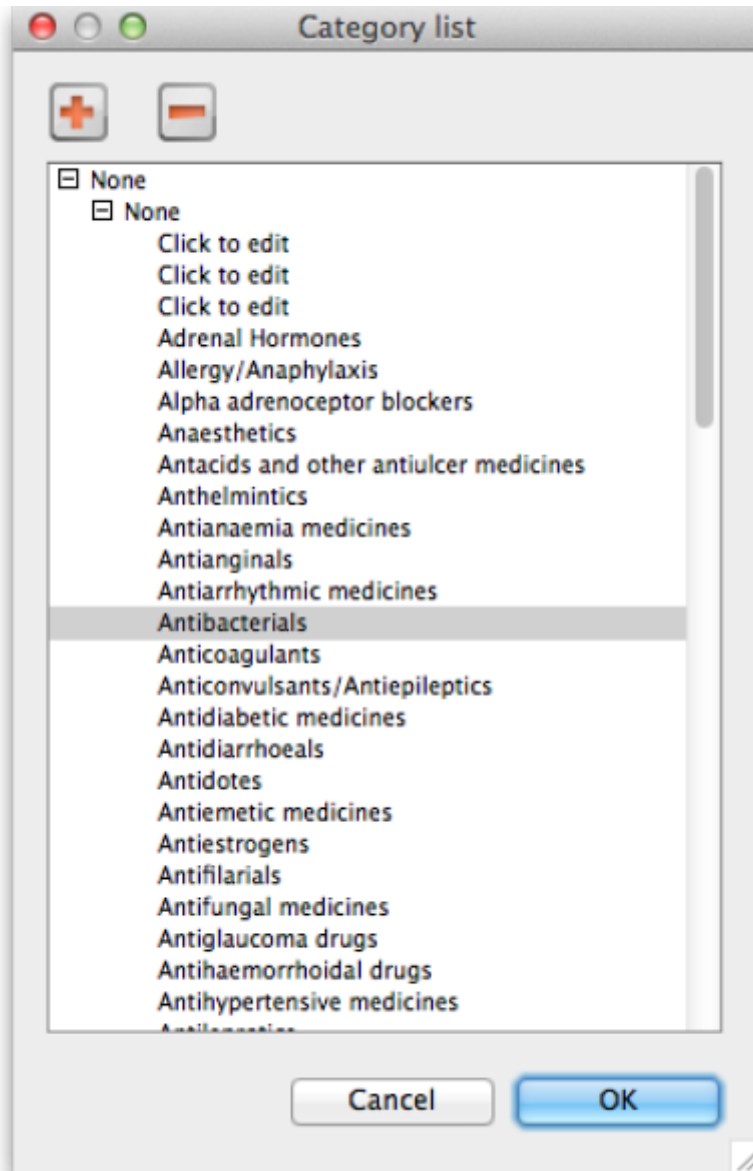 Category list
None
None
Click to edit
Click to edit
Click to edit
Adrenal Hormones
Allergy/Anaphylaxis
Alpha adrenoceptor blockers
Anaesthetics
Antacids and other antiulcer medicines
Anthelmintics
Antianaemia medicines
Antianginals
Antiarrhythmic medicines
Antibacterials
Anticoagulants
Anticonvulsants/Antiepileptics
Antidiabetic medicines
Antidiarrhoeals
Antidotes
Antiemetic medicines
Antiestrogens
Antifilarials
Antifungal medicines
Antiglaucoma drugs
Antihaemorrhoidal drugs
Antihypertensive medicines
Cancel OK